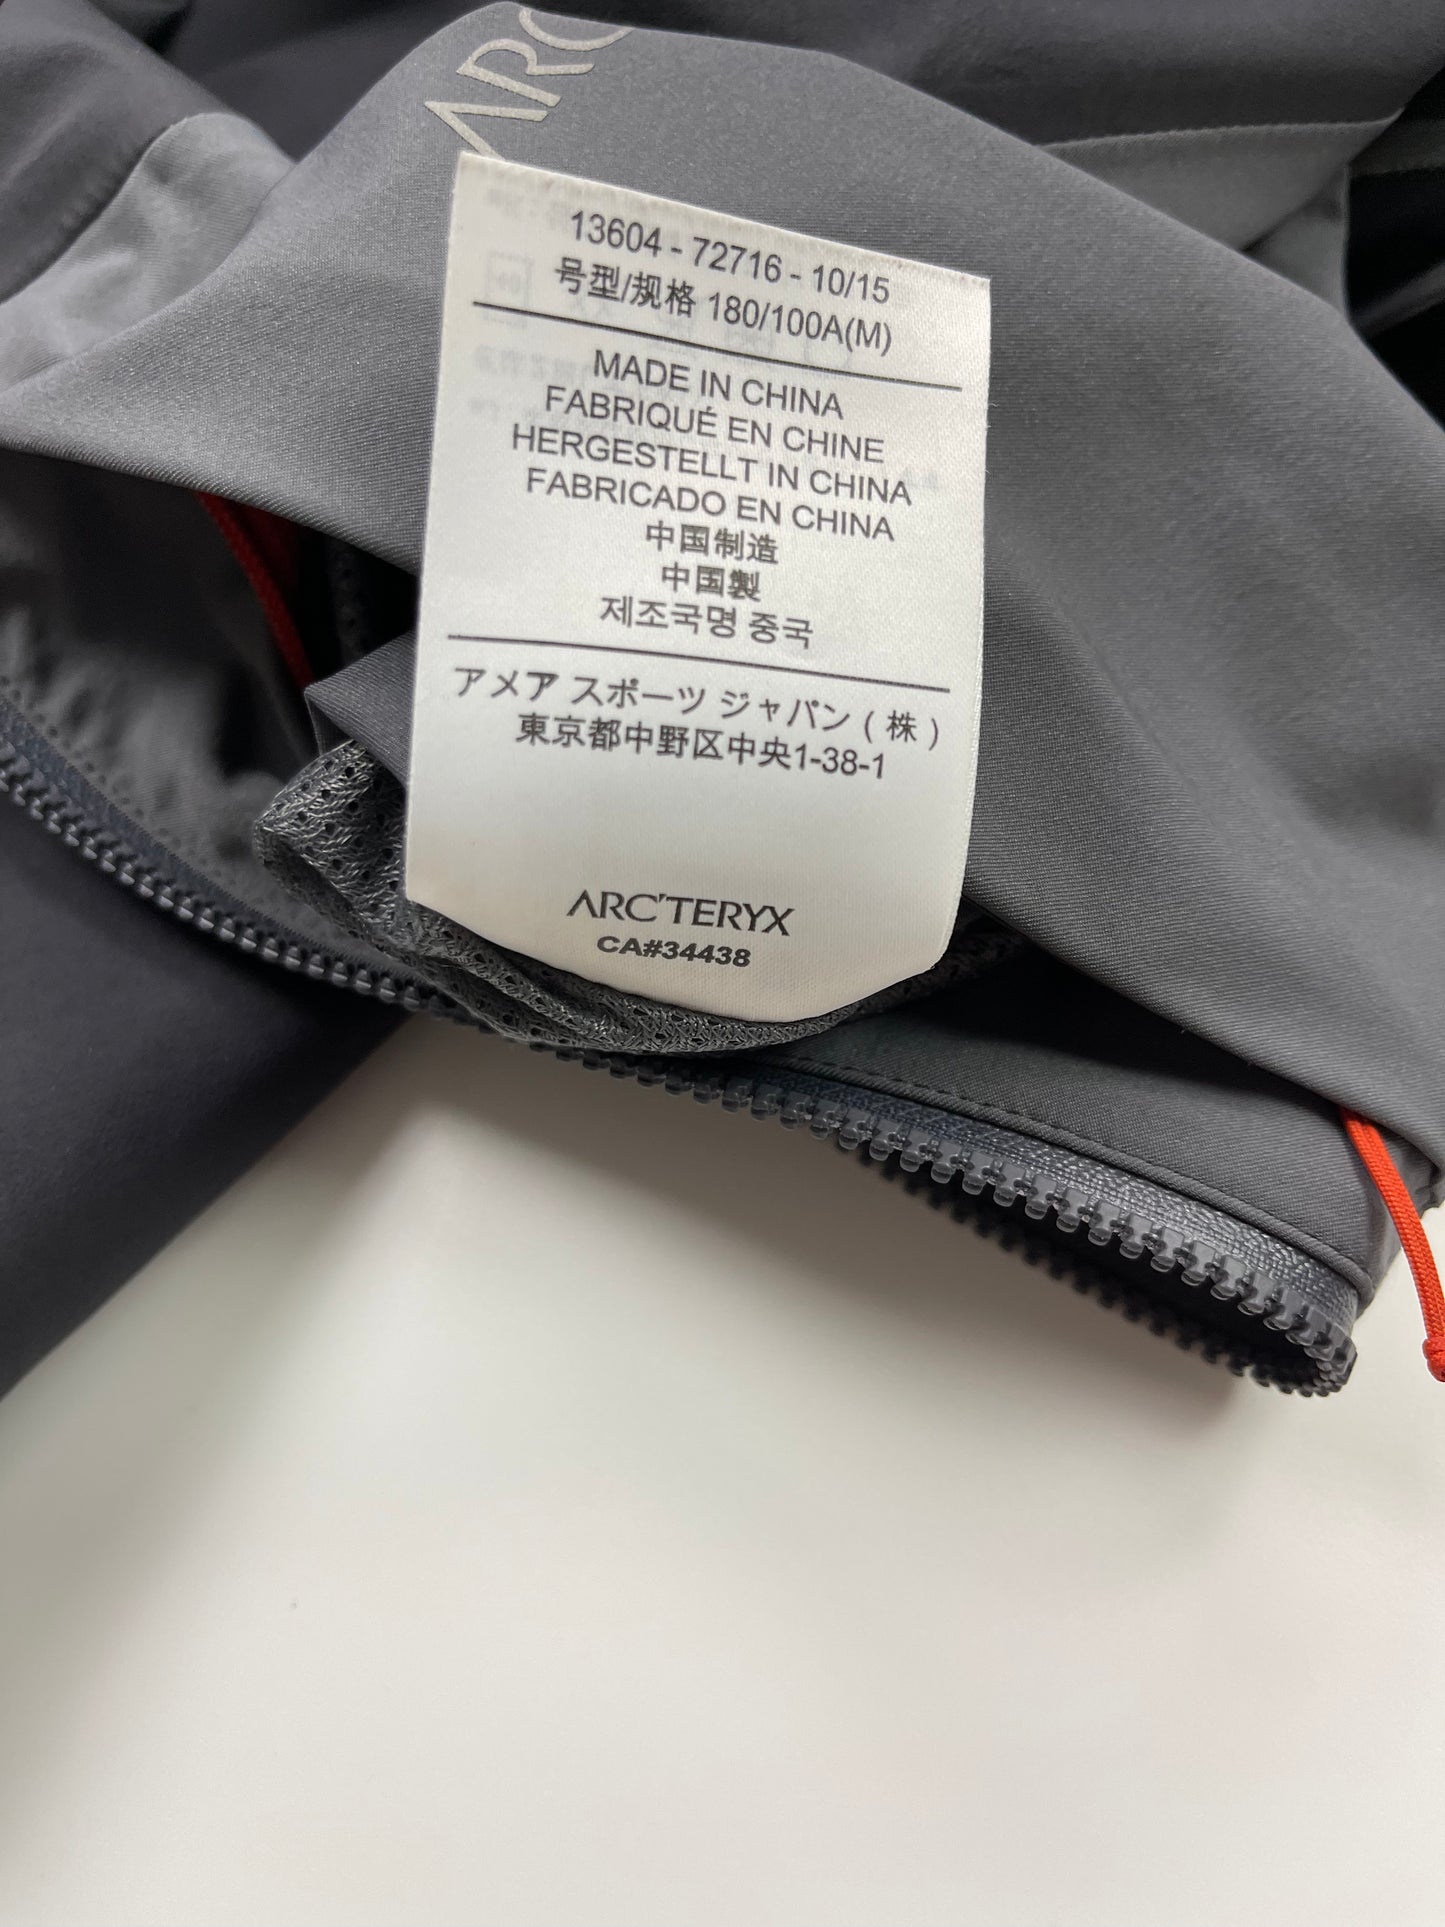 ARC
13604 - 72716 - 10/15
号型/规格 180/100A(M)
MADE IN CHINA
FABRIQUÉ EN CHINE
HERGESTELLT IN CHINA
FABRICADO EN CHINA
中国制造
中国製
제조국명 중국
アメア スポーツ ジャパン ( 株 )
東京都中野区中央1-38-1
ARC'TERYX
CA#34438